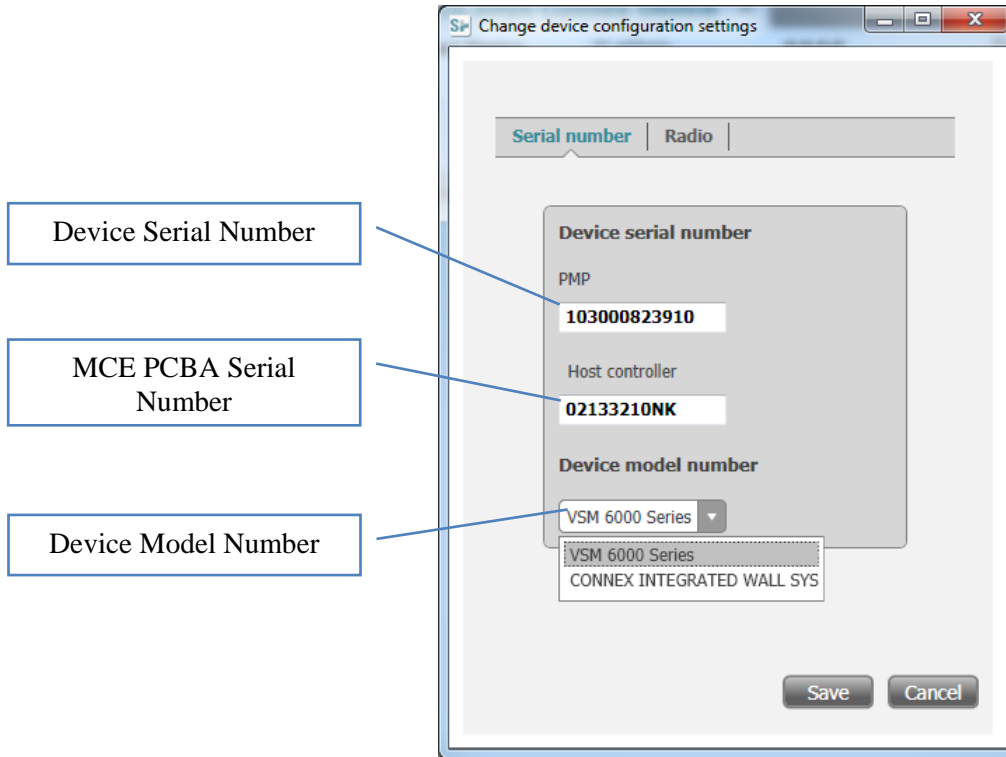 Change device configuration settings
Serial number Radio
Device Serial Number
Device serial number
PMP
103000823910
MCE PCBA Serial
Number
Host controller
02133210NK
Device model number
Device Model Number
VSM 6000 Series
VSM 6000 Series
CONNEX INTEGRATED WALL SYS
Save Cancel